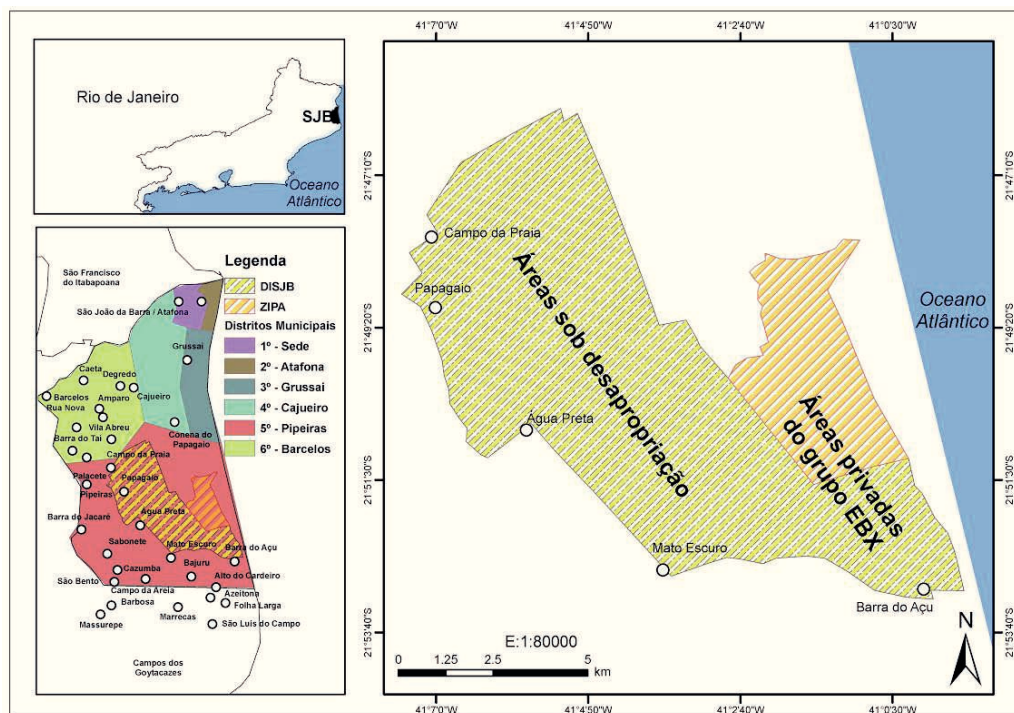 Rio de Janeiro
SJB
Oceano
Atlântico
São Francisco
do Itabapoana
São João da Barra / Atafona
Grussaí
Caeta
Degredo
Barcelos
Amparo
Cajueiro
Rua Nova
Vila Abreu
Barra do Taí
Conena do
Papagaio
Campo da Praia
Palacete
Papagaio
Pipeiras
Barra do Jacaré
Água Preta
Sabonete
Mato Escuro
Barra do Açu
Cazumba
Bajuru
São Bento
Alto do Cardeiro
Campo da Areia
Azeitona
Barbosa
Folha Larga
Marrecas
Massurepe
São Luís do Campo
Campos dos
Goytacazes
Legenda
DISJB
ZIPA
Distritos Municipais
1º - Sede
2º - Atafona
3º - Grussaí
4º - Cajueiro
5º - Pipeiras
6º - Barcelos
41°7'0"W 41°4'50"W 41°2'40"W 41°0'30"W
21°47'10"S
21°49'20"S
21°51'30"S
21°53'40"S
Campo da Praia
Papagaio
Água Preta
Mato Escuro
Barra do Açu
Áreas sob desapropriação
Áreas privadas
do grupo EBX
Oceano
Atlântico
E:1:80000
0 1.25 2.5 5
km
N
21°47'10"S
21°49'20"S
21°51'30"S
21°53'40"S
41°7'0"W 41°4'50"W 41°2'40"W 41°0'30"W